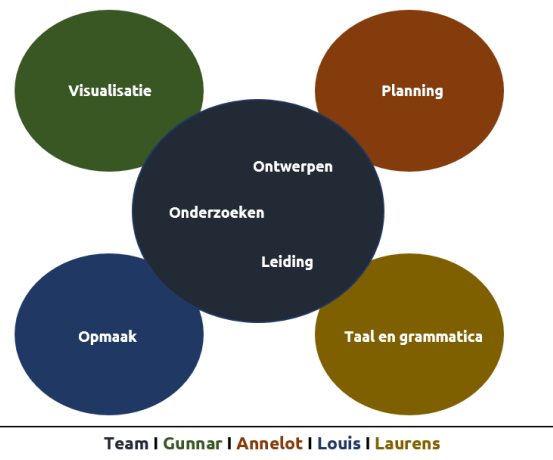 Visualisatie
Planning
Ontwerpen
Onderzoeken
Leiding
Opmaak
Taal en grammatica
Team I Gunnar I Annelot I Louis I Laurens